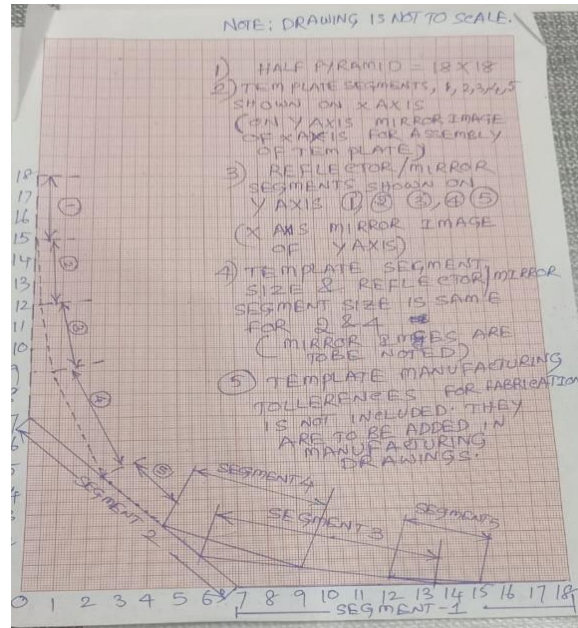 NOTE: DRAWING IS NOT TO SCALE.
1) HALF PYRAMID = 18 X 18
2) TEMPLATE SEGMENTS, 1, 2, 3, 4, 5
SHOWN ON X AXIS
(ON Y AXIS MIRROR IMAGE
OF X AXIS FOR ASSEMBLY
OF TEMPLATE)
3) REFLECTOR/MIRROR
SEGMENTS SHOWN ON
Y AXIS ① ② ③, ④ ⑤
(X AXIS MIRROR IMAGE
OF Y AXIS)
4) TEMPLATE SEGMENT
SIZE & REFLECTOR/MIRROR
SEGMENT SIZE IS SAME
FOR 2 & 4
(MIRROR IMAGES ARE
TO BE NOTED)
⑤ TEMPLATE MANUFACTURING
TOLLERENCES FOR FABRICATION
IS NOT INCLUDED. THEY
ARE TO BE ADDED IN
MANUFACTURING
DRAWINGS.
18
17
16
15
14
13
12
11
10
9
7
6
①
②
③
④
⑤
SEGMENT 2
SEGMENT 4
SEGMENT 3
SEGMENT 5
0 1 2 3 4 5 6 7 8 9 10 11 12 13 14 15 16 17 18
SEGMENT-1